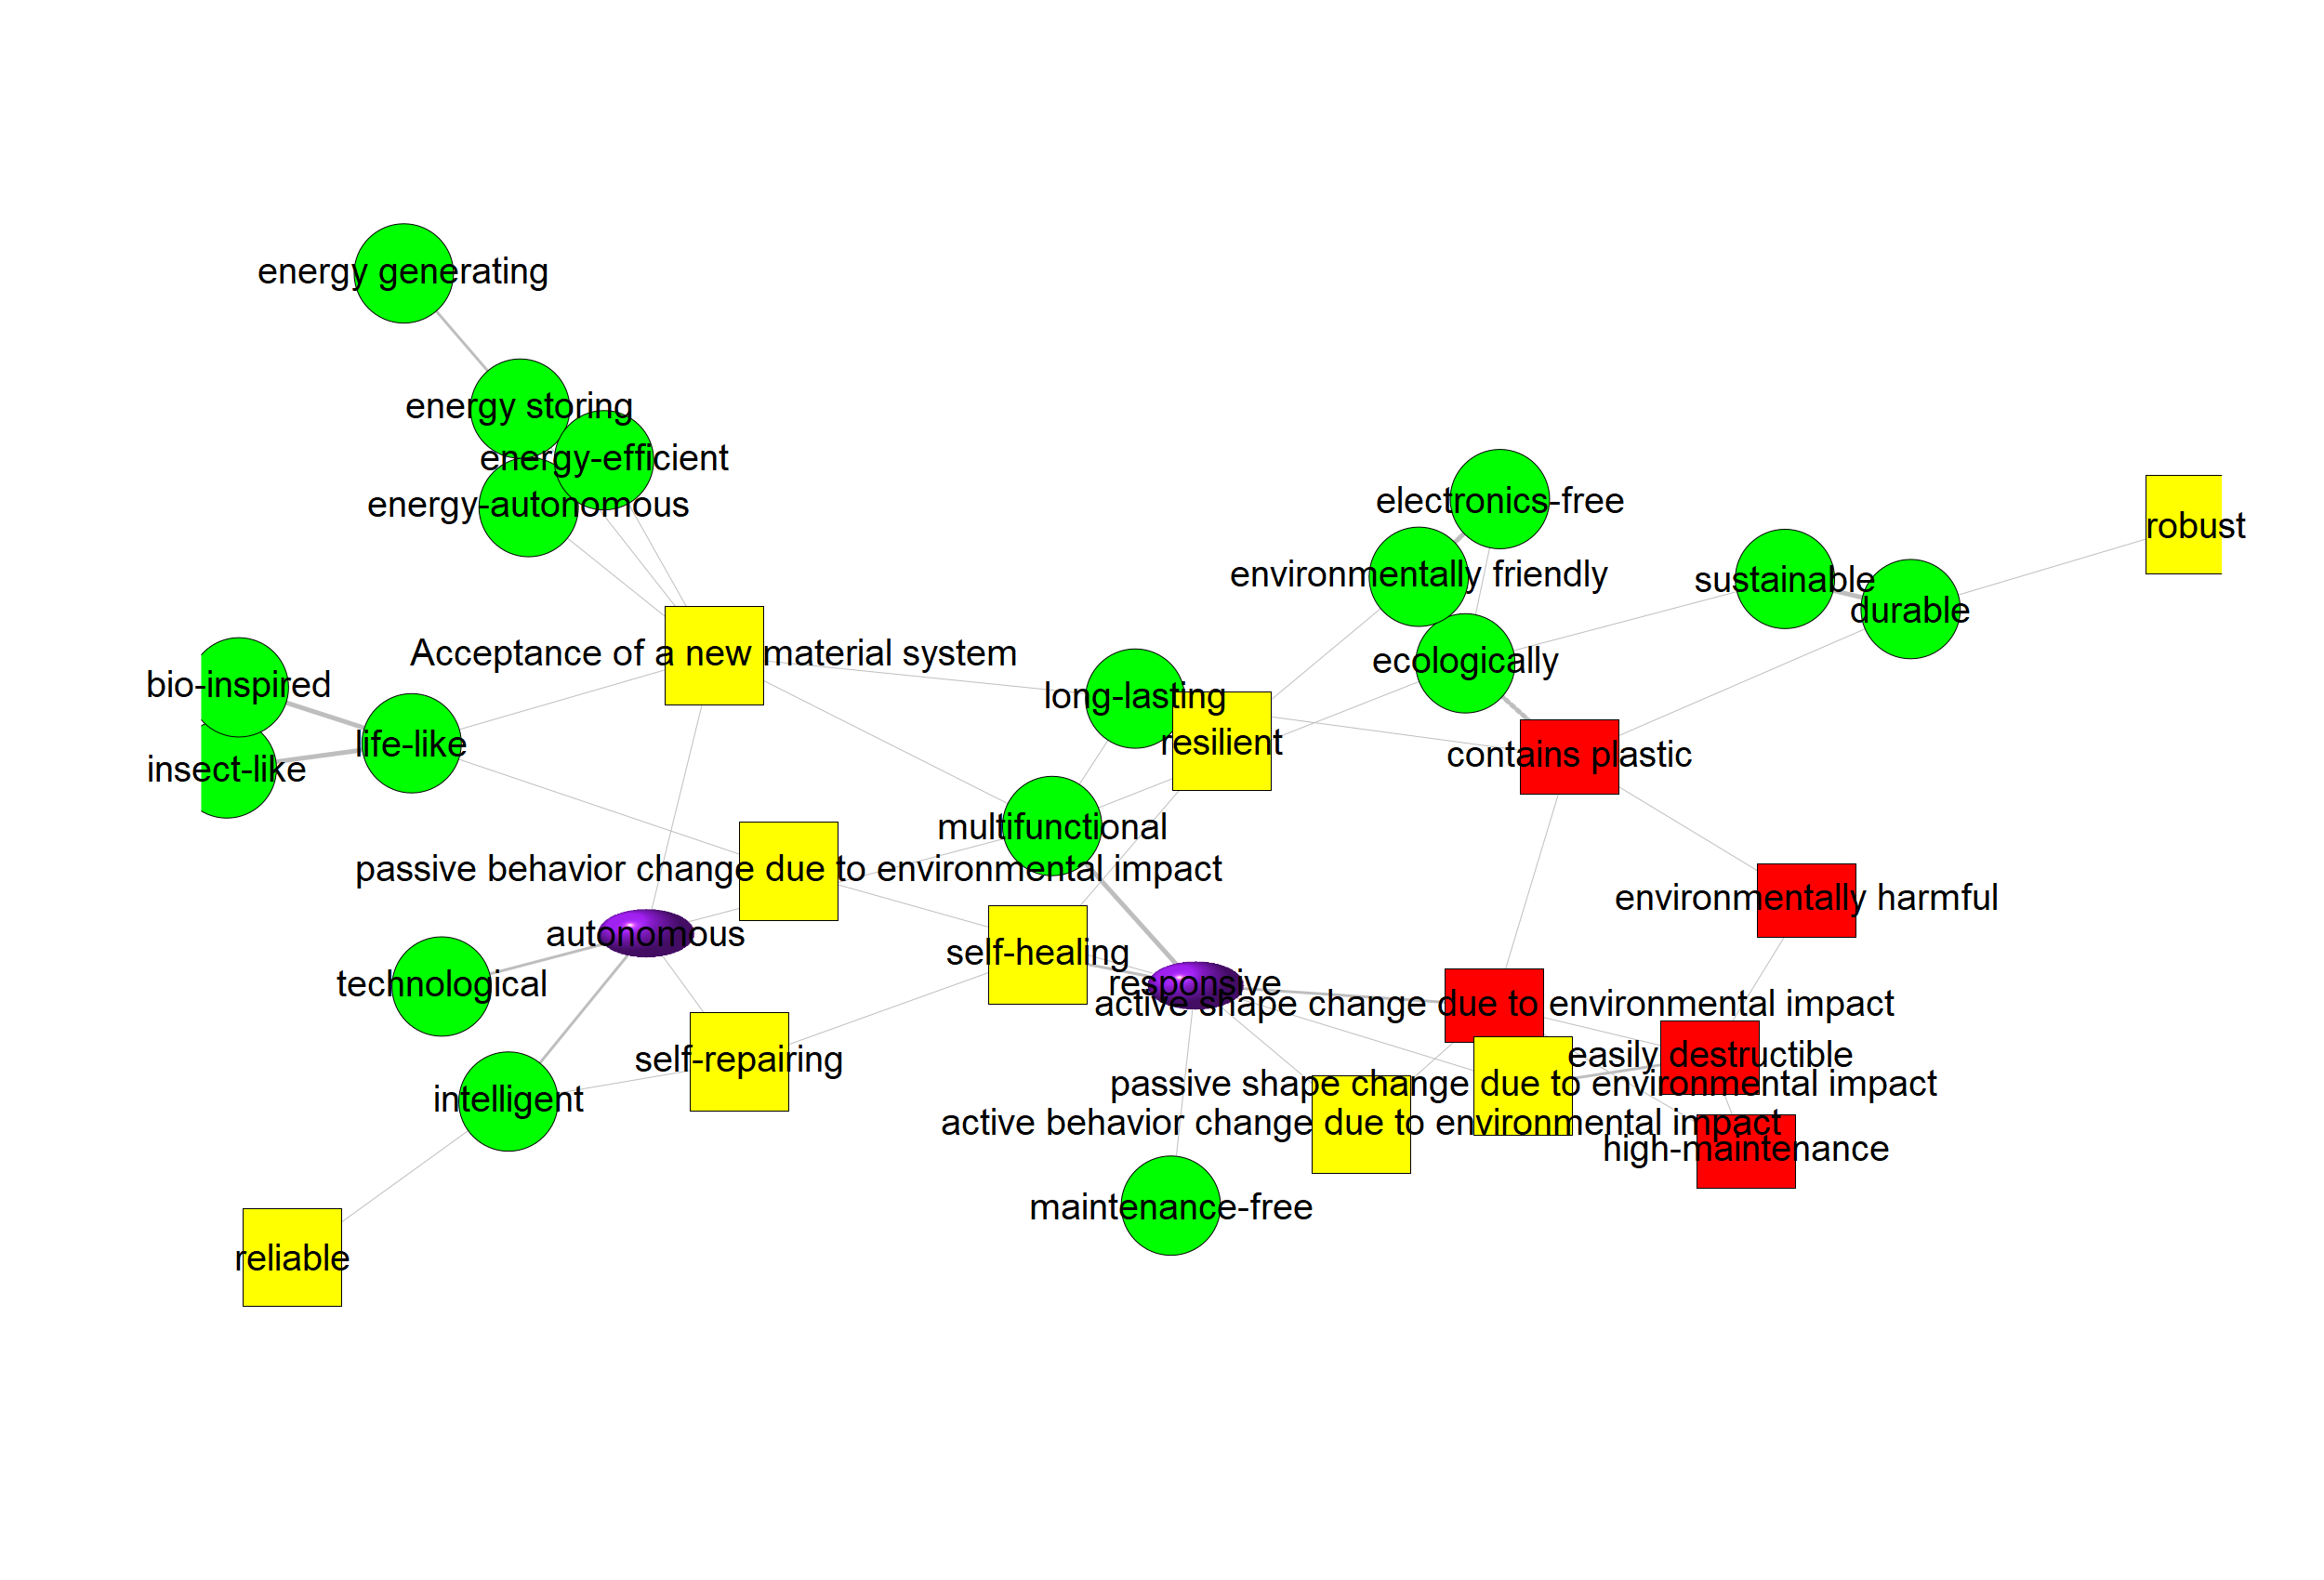 energy generating
energy storing
energy-efficient
energy-autonomous
electronics-free
robust
environmentally friendly
sustainable
durable
Acceptance of a new material system
ecologically
bio-inspired
long-lasting
life-like
resilient
contains plastic
insect-like
multifunctional
passive behavior change due to environmental impact
environmentally harmful
autonomous
self-healing
technological
responsive
active shape change due to environmental impact
easily destructible
self-repairing
passive shape change due to environmental impact
intelligent
active behavior change due to environmental impact
high-maintenance
maintenance-free
reliable